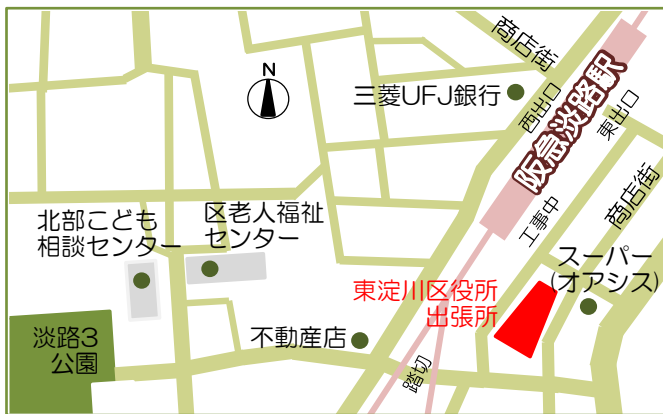 商店街
N
三菱UFJ銀行
西出口
阪急淡路駅
東出口
商店街
工事中
北部こども
相談センター
区老人福祉
センター
スーパー
(オアシス)
東淀川区役所
出張所
淡路3
公園
不動産店
踏切